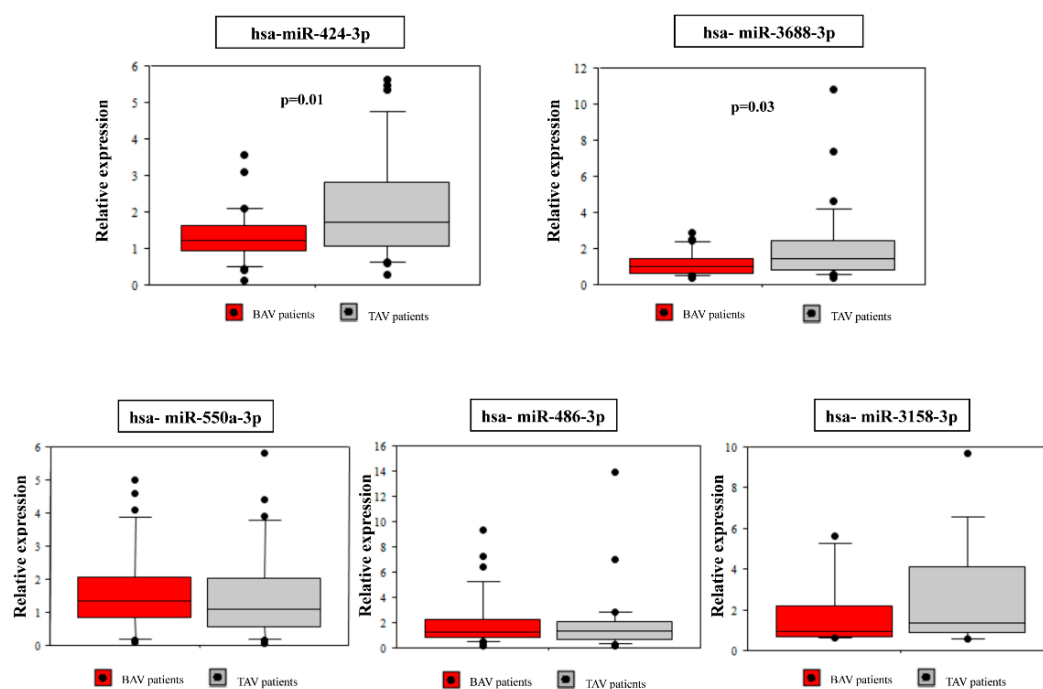 hsa-miR-424-3p
Relative expression
6
5
4
3
2
1
0
p=0.01
BAV patients
TAV patients
hsa- miR-3688-3p
Relative expression
12
10
8
6
4
2
0
p=0.03
BAV patients
TAV patients
hsa- miR-550a-3p
Relative expression
6
5
4
3
2
1
0
BAV patients
TAV patients
hsa- miR-486-3p
Relative expression
16
14
12
10
8
6
4
2
0
BAV patients
TAV patients
hsa- miR-3158-3p
Relative expression
10
8
6
4
2
0
BAV patients
TAV patients